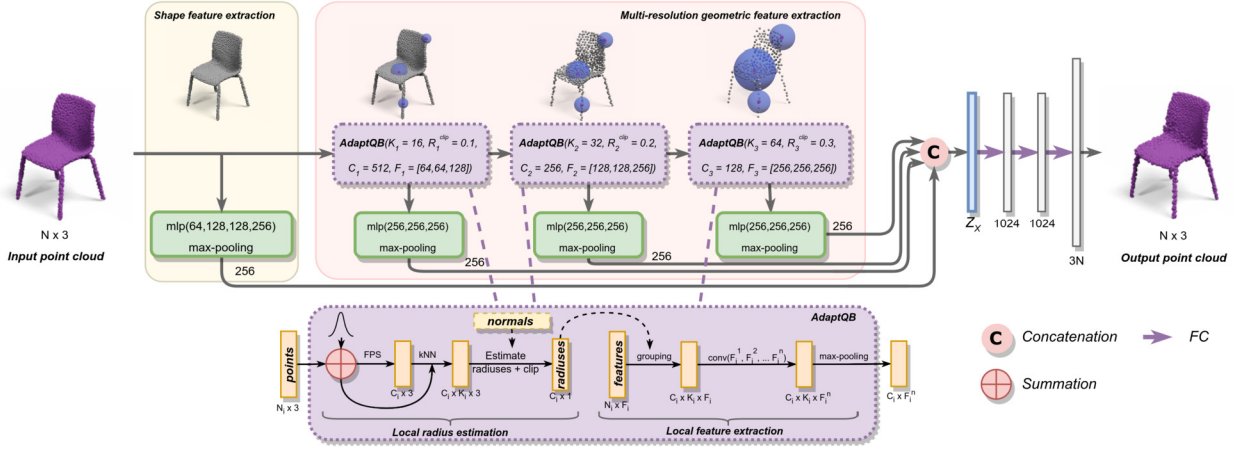 Shape feature extraction
Multi-resolution geometric feature extraction
AdaptQB(K₁ = 16, R₁ᶜˡⁱᵖ = 0.1,
C₁ = 512, F₁ = [64,64,128])
AdaptQB(K₂ = 32, R₂ᶜˡⁱᵖ = 0.2,
C₂ = 256, F₂ = [128,128,256])
AdaptQB(K₃ = 64, R₃ᶜˡⁱᵖ = 0.3,
C₃ = 128, F₃ = [256,256,256])
mlp(64,128,128,256)
max-pooling
256
mlp(256,256,256)
max-pooling
256
mlp(256,256,256)
max-pooling
256
mlp(256,256,256)
max-pooling
256
N x 3
Input point cloud
C
Zₓ
1024
1024
3N
N x 3
Output point cloud
AdaptQB
points
Nᵢ x 3
FPS
Cᵢ x 3
kNN
Cᵢ x Kᵢ x 3
normals
Estimate
radiuses + clip
radiuses
Cᵢ x 1
Local radius estimation
features
Nᵢ x Fᵢ
grouping
Cᵢ x Kᵢ x Fᵢ
conv(Fᵢ¹, Fᵢ², ... Fᵢⁿ)
Cᵢ x Kᵢ x Fᵢⁿ
max-pooling
Cᵢ x Fᵢⁿ
Local feature extraction
C
Concatenation
FC
Summation